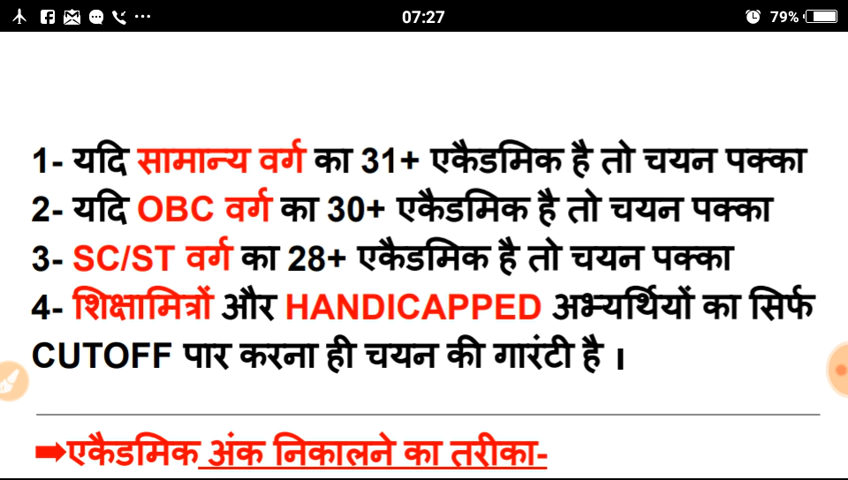 07:27
79%
1- यदि सामान्य वर्ग का 31+ एकैडमिक है तो चयन पक्का
2- यदि OBC वर्ग का 30+ एकैडमिक है तो चयन पक्का
3- SC/ST वर्ग का 28+ एकैडमिक है तो चयन पक्का
4- शिक्षामित्रों और HANDICAPPED अभ्यर्थियों का सिर्फ
CUTOFF पार करना ही चयन की गारंटी है ।
➡एकैडमिक अंक निकालने का तरीका-